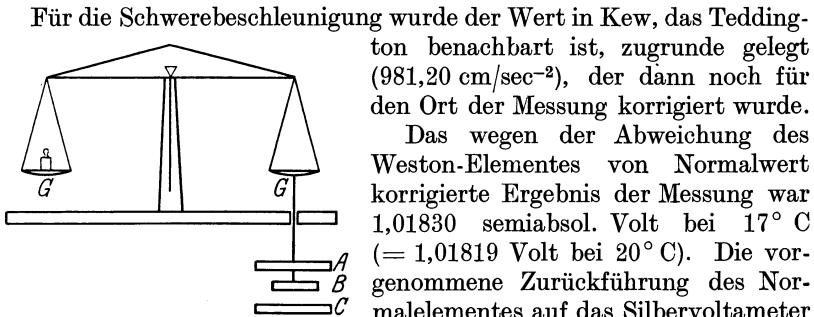 Für die Schwerebeschleunigung wurde der Wert in Kew, das Tedding-
ton benachbart ist, zugrunde gelegt
(981,20 cm/sec⁻²), der dann noch für
den Ort der Messung korrigiert wurde.
Das wegen der Abweichung des
Weston-Elementes von Normalwert
korrigierte Ergebnis der Messung war
1,01830 semiabsol. Volt bei 17° C
(= 1,01819 Volt bei 20° C). Die vor-
genommene Zurückführung des Nor-
malelementes auf das Silbervoltameter
G
G
A
B
C